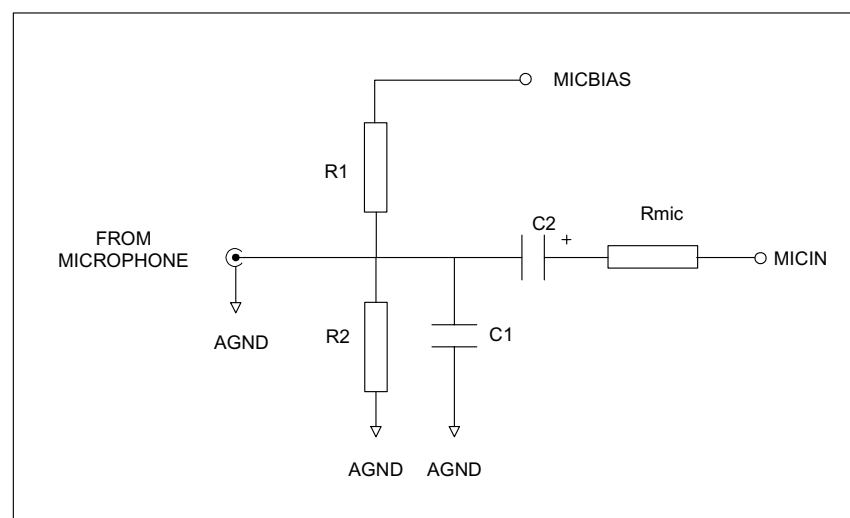 MICBIAS
R1
C2
+
Rmic
FROM
MICROPHONE
MICIN
AGND
R2
C1
AGND
AGND